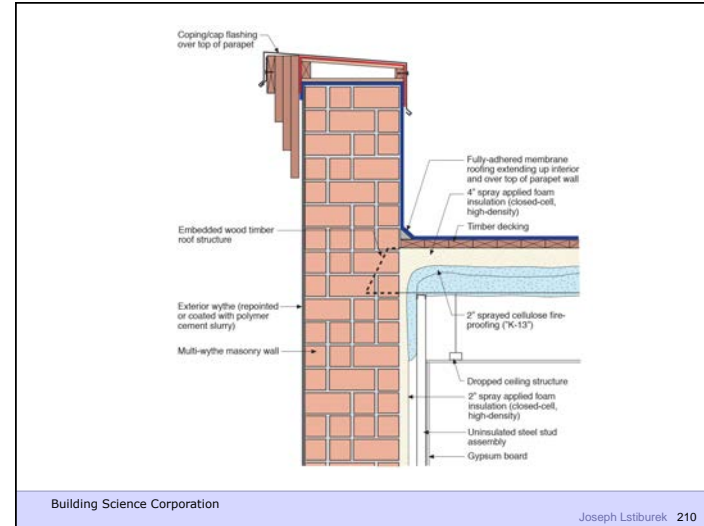 Coping/cap flashing
over top of parapet
Fully-adhered membrane
roofing extending up interior
and over top of parapet wall
4" spray applied foam
insulation (closed-cell,
high-density)
Timber decking
Embedded wood timber
roof structure
Exterior wythe (repointed
or coated with polymer
cement slurry)
2" sprayed cellulose fire-
proofing ("K-13")
Multi-wythe masonry wall
Dropped ceiling structure
2" spray applied foam
insulation (closed-cell,
high-density)
Uninsulated steel stud
assembly
Gypsum board
Building Science Corporation
Joseph Lstiburek 210